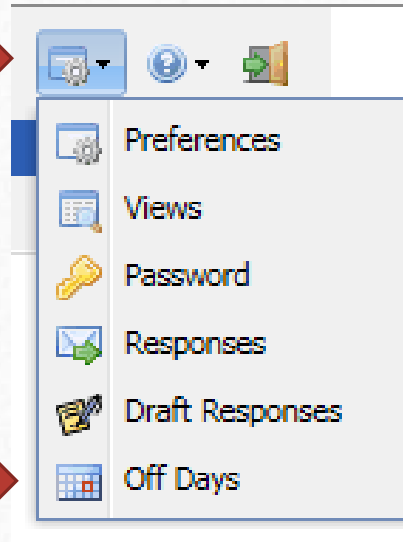 Preferences
Views
Password
Responses
Draft Responses
Off Days